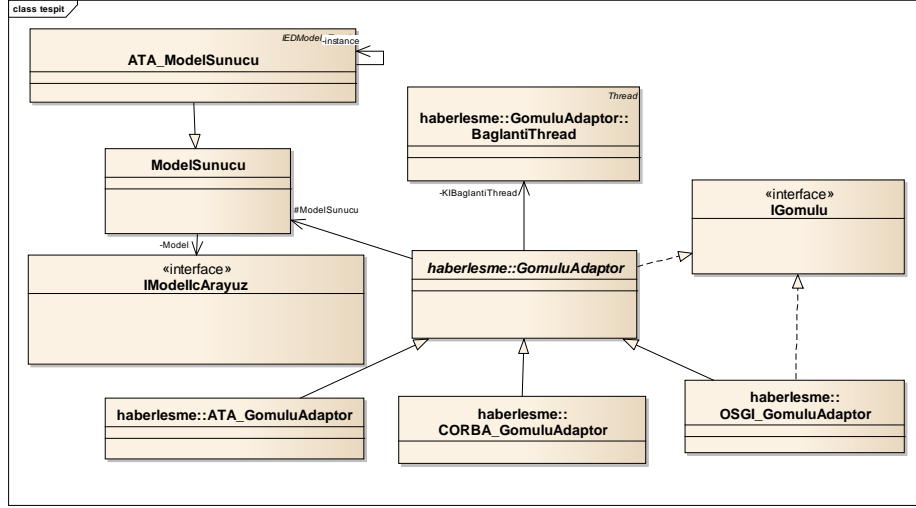 class tespit
IEDModel
-instance
ATA_ModelSunucu
Thread
haberlesme::GomuluAdaptor::
BaglantiThread
ModelSunucu
«interface»
IGomulu
-KIBaglantiThread
#ModelSunucu
-Model
«interface»
IModelIcArayuz
haberlesme::GomuluAdaptor
haberlesme::ATA_GomuluAdaptor
haberlesme::
CORBA_GomuluAdaptor
haberlesme::
OSGI_GomuluAdaptor